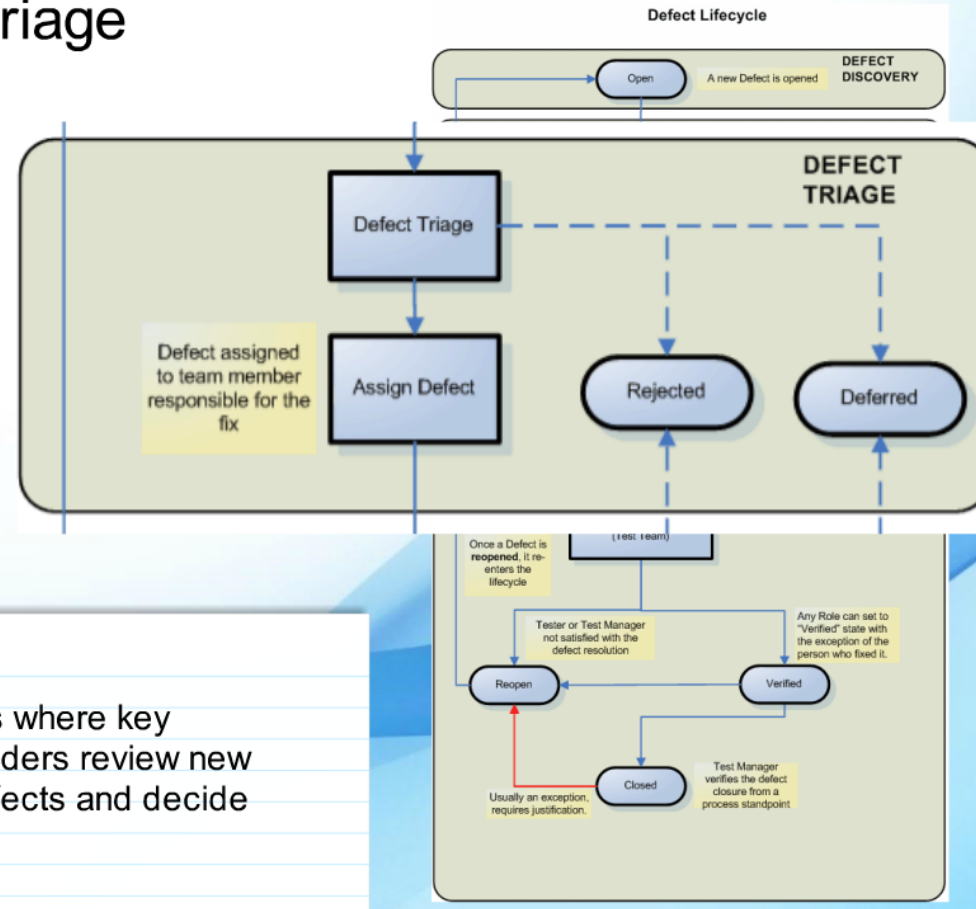 riage
Defect Lifecycle
DEFECT
DISCOVERY
Open
A new Defect is opened
DEFECT
TRIAGE
Defect Triage
Defect assigned
to team member
responsible for the
fix
Assign Defect
Rejected
Deferred
(Test Team)
Once a Defect is
reopened, it re-
enters the
lifecycle
Tester or Test Manager
not satisfied with the
defect resolution
Any Role can set to
"Verified" state with
the exception of the
person who fixed it.
Reopen
Verified
s where key
ders review new
fects and decide
Closed
Test Manager
verifies the defect
closure from a
process standpoint
Usually an exception,
requires justification.